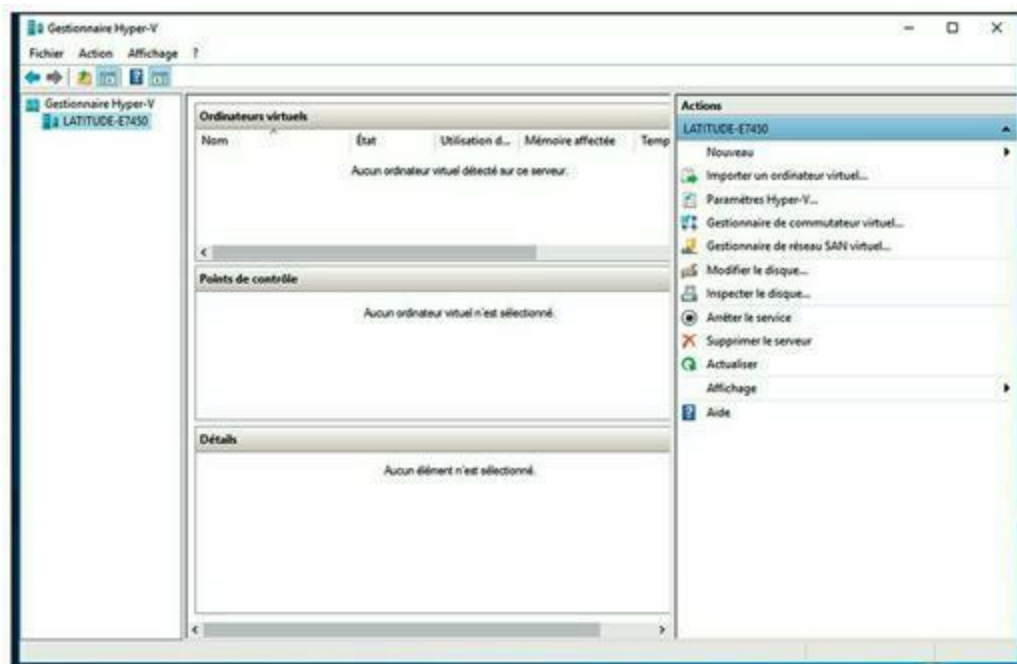 Gestionnaire Hyper-V
Fichier Action Affichage ?
Gestionnaire Hyper-V
LATITUDE-E7450
Ordinateurs virtuels
Nom État Utilisation d... Mémoire affectée Temp
Aucun ordinateur virtuel détecté sur ce serveur.
Points de contrôle
Aucun ordinateur virtuel n'est sélectionné.
Détails
Aucun élément n'est sélectionné.
Actions
LATITUDE-E7450
Nouveau
Importer un ordinateur virtuel...
Paramètres Hyper-V...
Gestionnaire de commutateur virtuel...
Gestionnaire de réseau SAN virtuel...
Modifier le disque...
Inspecter le disque...
Arrêter le service
Supprimer le serveur
Actualiser
Affichage
Aide